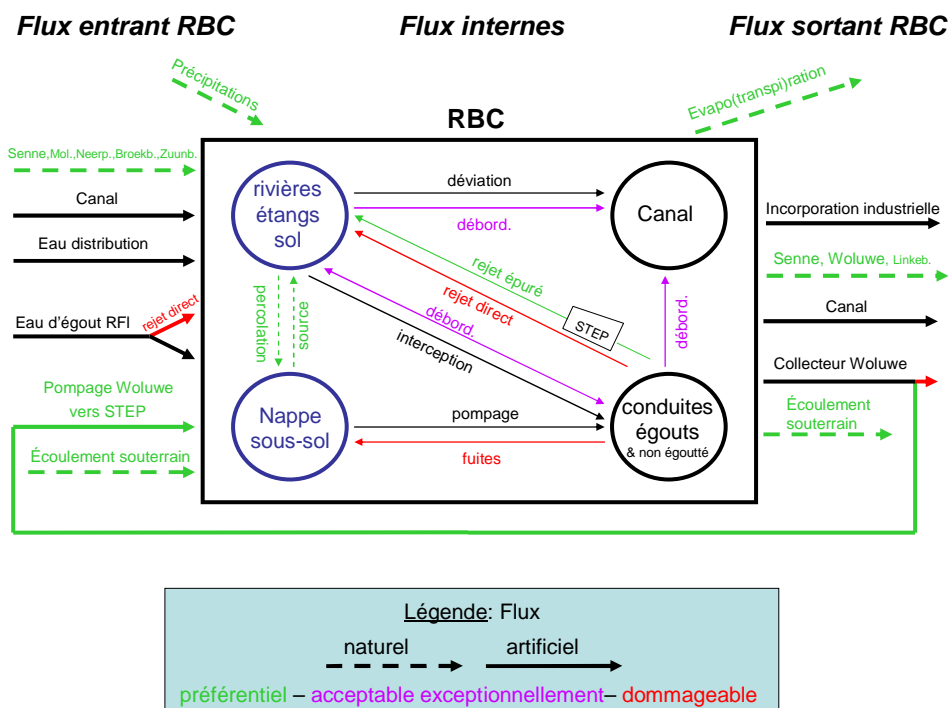 Flux entrant RBC
Flux internes
Flux sortant RBC
Précipitations
Evapo(transpi)ration
RBC
Senne,Mol.,Neerp.,Broekb.,Zuunb.
Canal
Eau distribution
Eau d'égout RFI
rejet direct
Pompage Woluwe
vers STEP
Écoulement souterrain
rivières
étangs
sol
déviation
débord.
Canal
rejet épuré
rejet direct
STEP
débord.
percolation
source
débord.
interception
Nappe
sous-sol
pompage
fuites
conduites
égouts
& non égoutté
Incorporation industrielle
Senne, Woluwe, Linkeb.
Canal
Collecteur Woluwe
Écoulement
souterrain
Légende: Flux
naturel
artificiel
préférentiel – acceptable exceptionnellement– dommageable